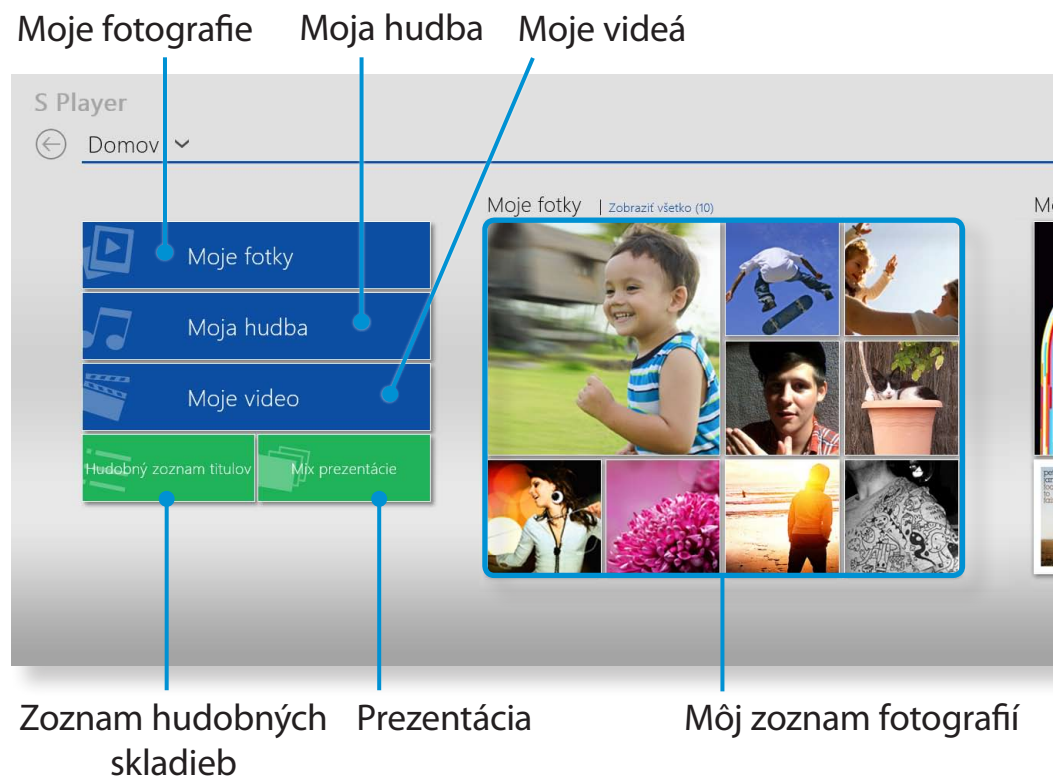 Moje fotografie Moja hudba Moje videá
S Player
Domov
Moje fotky | Zobraziť všetko (10)
Moje fotky
Moja hudba
Moje video
Hudobný zoznam titulov Mix prezentácie
Zoznam hudobných skladieb
Prezentácia
Môj zoznam fotografií